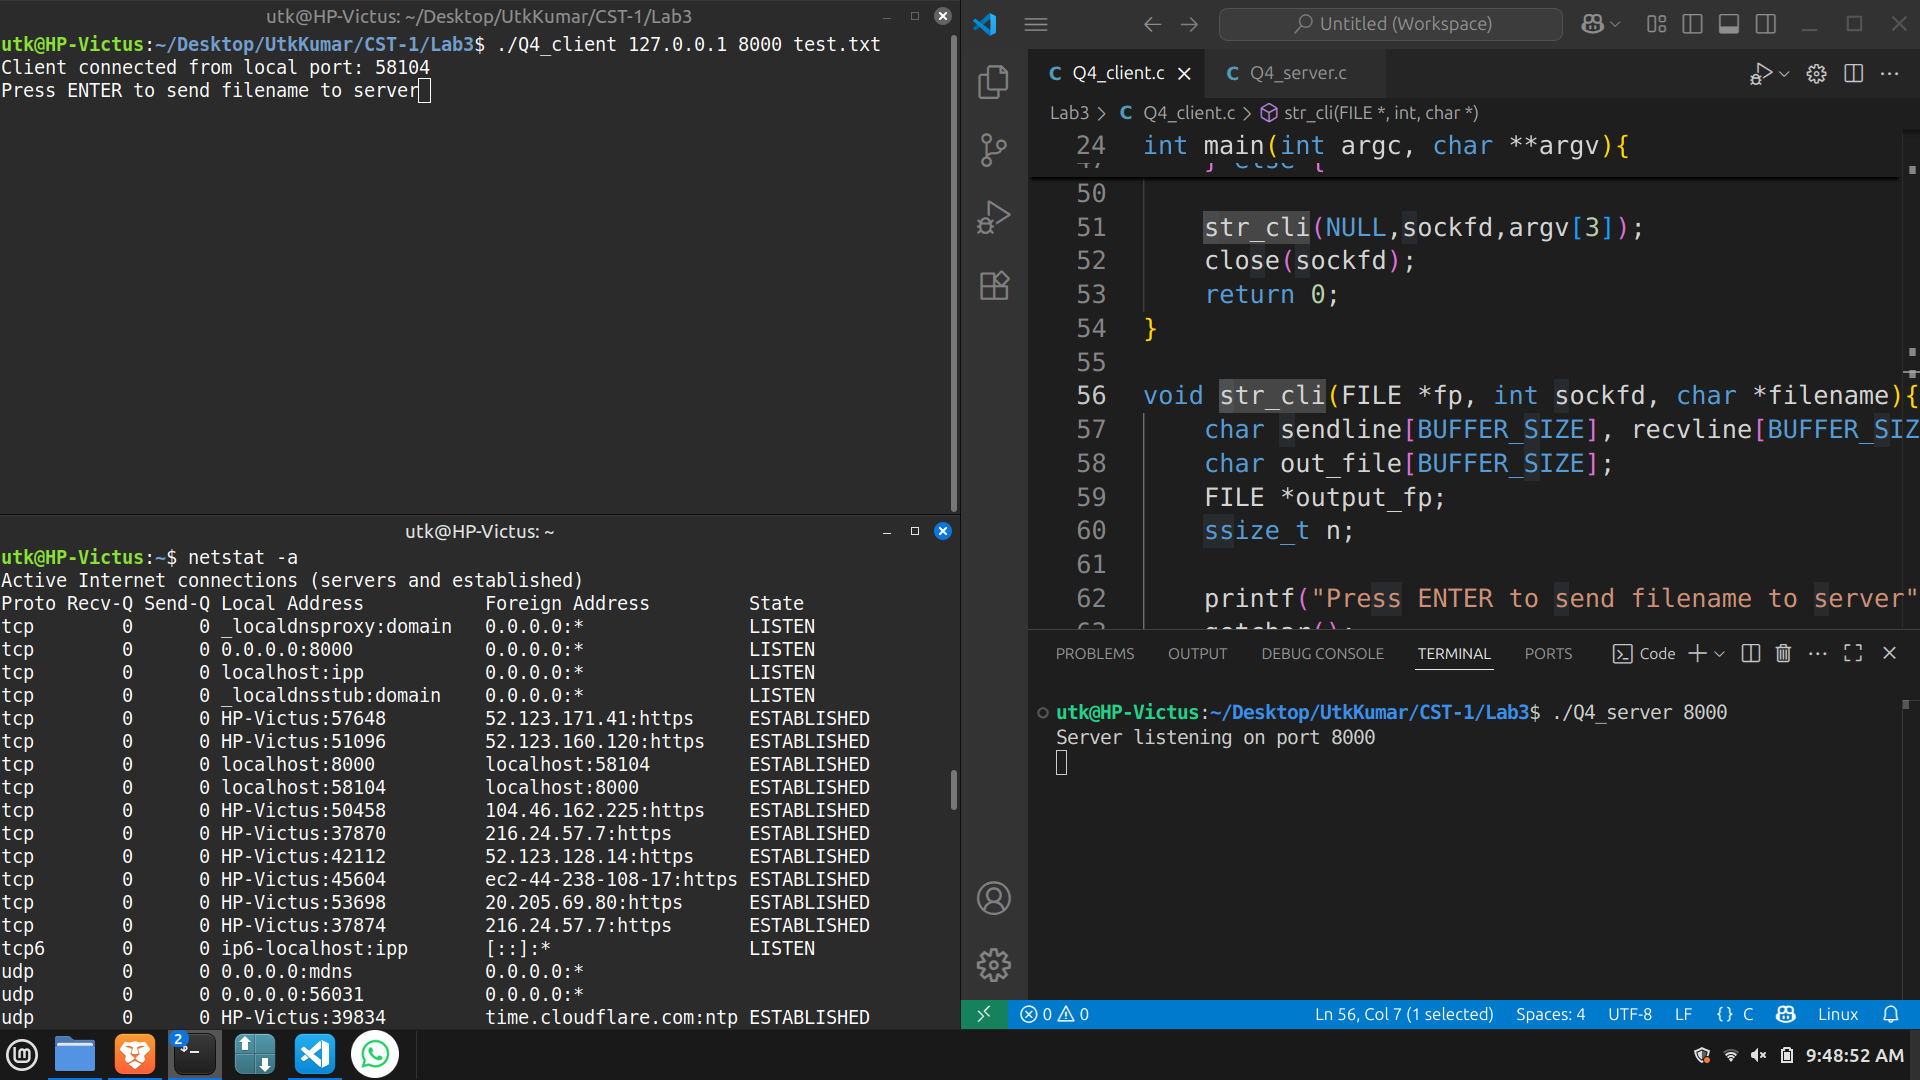 utk@HP-Victus: ~/Desktop/UtkKumar/CST-1/Lab3
utk@HP-Victus:~/Desktop/UtkKumar/CST-1/Lab3$ ./Q4_client 127.0.0.1 8000 test.txt
Client connected from local port: 58104
Press ENTER to send filename to server
utk@HP-Victus: ~
utk@HP-Victus:~$ netstat -a
Active Internet connections (servers and established)
Proto Recv-Q Send-Q Local Address           Foreign Address         State
tcp        0      0 _localdnsproxy:domain   0.0.0.0:*               LISTEN
tcp        0      0 0.0.0.0:8000            0.0.0.0:*               LISTEN
tcp        0      0 localhost:ipp           0.0.0.0:*               LISTEN
tcp        0      0 _localdnsstub:domain    0.0.0.0:*               LISTEN
tcp        0      0 HP-Victus:57648         52.123.171.41:https     ESTABLISHED
tcp        0      0 HP-Victus:51096         52.123.160.120:https    ESTABLISHED
tcp        0      0 localhost:8000          localhost:58104         ESTABLISHED
tcp        0      0 localhost:58104         localhost:8000          ESTABLISHED
tcp        0      0 HP-Victus:50458         104.46.162.225:https    ESTABLISHED
tcp        0      0 HP-Victus:37870         216.24.57.7:https       ESTABLISHED
tcp        0      0 HP-Victus:42112         52.123.128.14:https     ESTABLISHED
tcp        0      0 HP-Victus:45604         ec2-44-238-108-17:https ESTABLISHED
tcp        0      0 HP-Victus:53698         20.205.69.80:https      ESTABLISHED
tcp        0      0 HP-Victus:37874         216.24.57.7:https       ESTABLISHED
tcp6       0      0 ip6-localhost:ipp       [::]:*                  LISTEN
udp        0      0 0.0.0.0:mdns            0.0.0.0:*
udp        0      0 0.0.0.0:56031           0.0.0.0:*
udp        0      0 HP-Victus:39834         time.cloudflare.com:ntp ESTABLISHED
Untitled (Workspace)
C Q4_client.c C Q4_server.c
Lab3 > C Q4_client.c > str_cli(FILE *, int, char *)
24 int main(int argc, char **argv){
47 } else {
50
51 str_cli(NULL,sockfd,argv[3]);
52 close(sockfd);
53 return 0;
54 }
55
56 void str_cli(FILE *fp, int sockfd, char *filename){
57 char sendline[BUFFER_SIZE], recvline[BUFFER_SIZ
58 char out_file[BUFFER_SIZE];
59 FILE *output_fp;
60 ssize_t n;
61
62 printf("Press ENTER to send filename to server"
63 getchar();
PROBLEMS OUTPUT DEBUG CONSOLE TERMINAL PORTS Code
utk@HP-Victus:~/Desktop/UtkKumar/CST-1/Lab3$ ./Q4_server 8000
Server listening on port 8000
0 0 Ln 56, Col 7 (1 selected) Spaces: 4 UTF-8 LF {} C Linux
2
9:48:52 AM